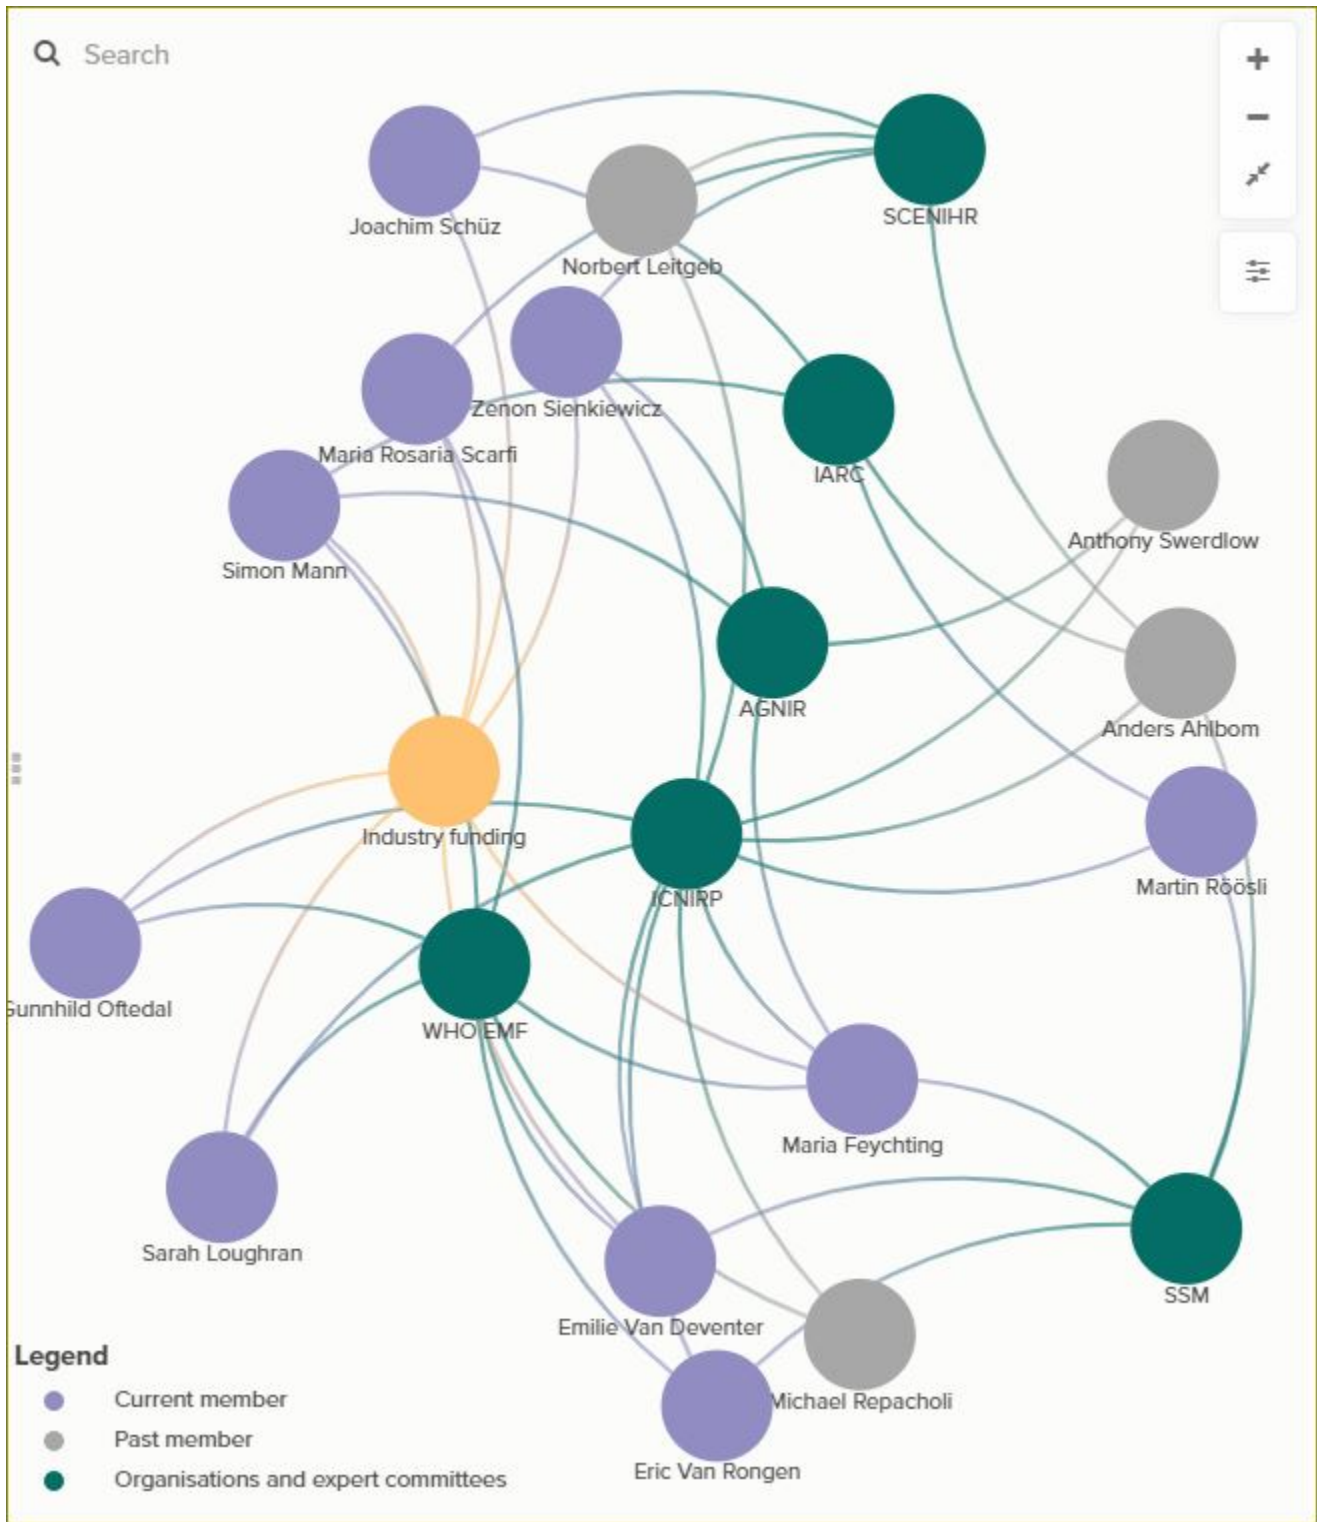 Search
Joachim Schüz
SCENIHR
Norbert Leitgeb
Zenon Sienkiewicz
Maria Rosaria Scarfi
IARC
Anthony Swerdlow
Simon Mann
AGNIR
Anders Ahlbom
Industry funding
ICNIRP
Martin Röösli
Gunnhild Oftedal
WHO EMF
Maria Feychting
Sarah Loughran
SSM
Emilie Van Deventer
Michael Repacholi
Eric Van Rongen
Legend
Current member
Past member
Organisations and expert committees